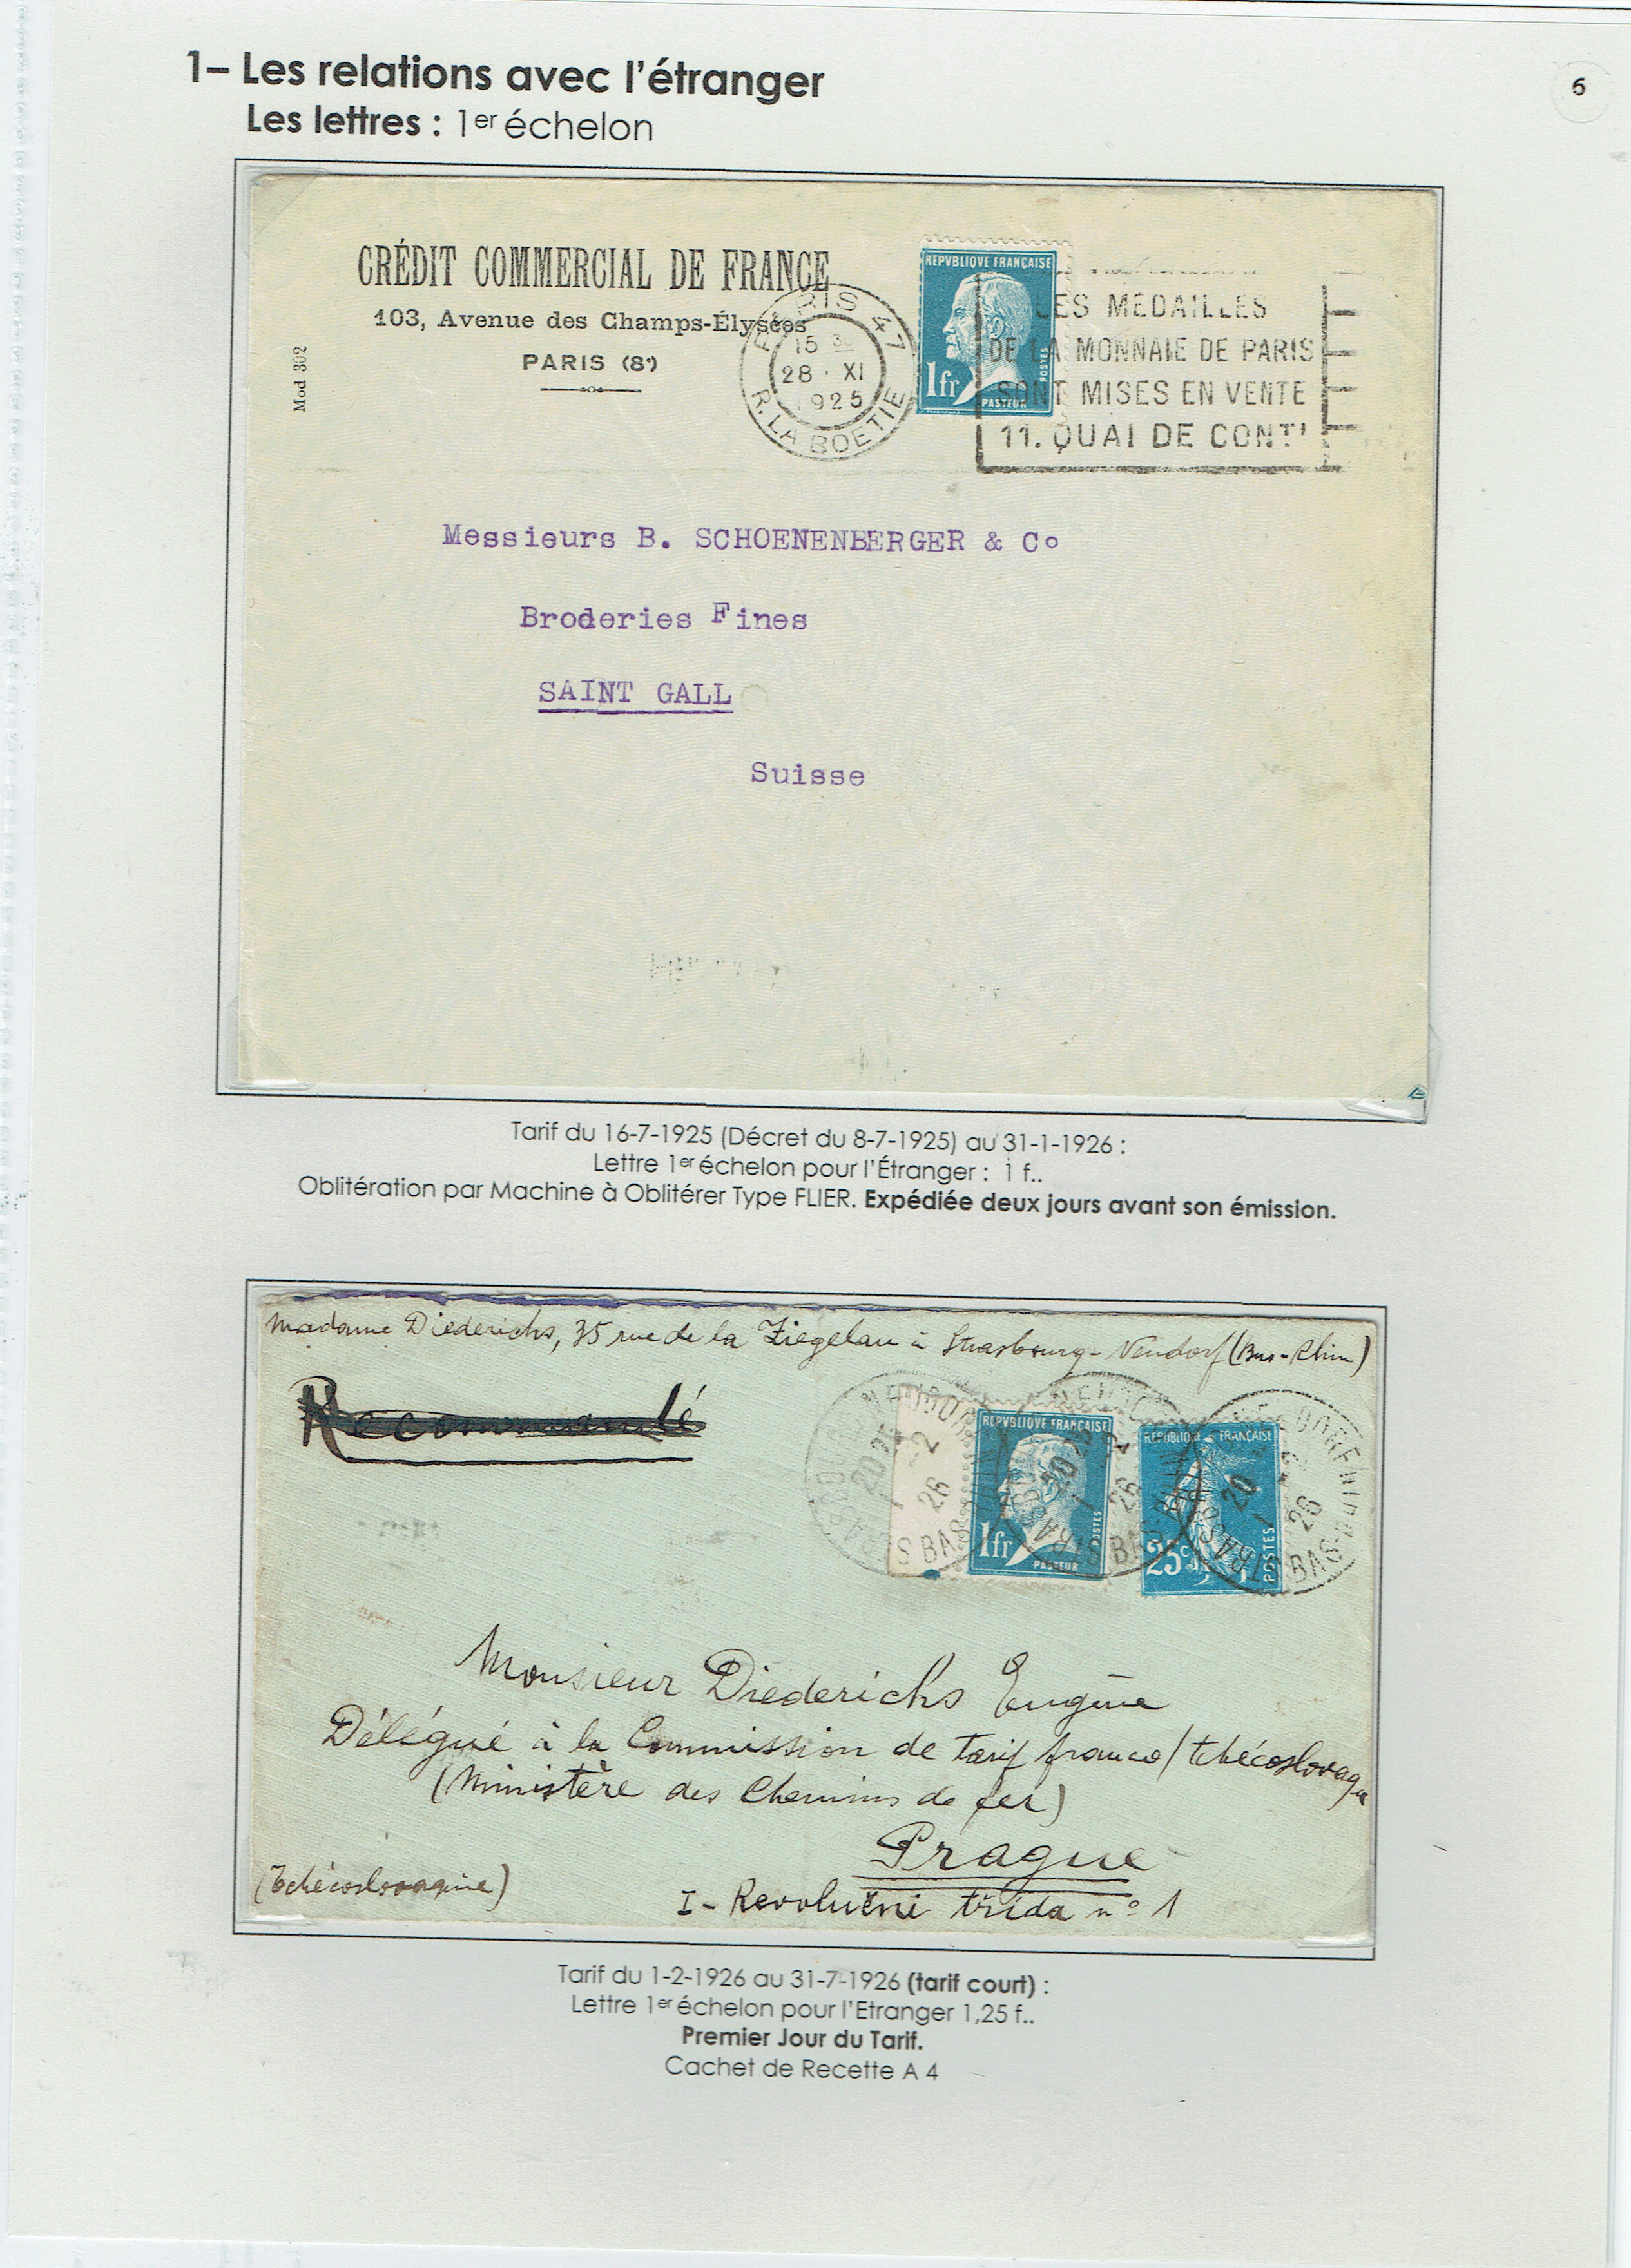 1– Les relations avec l'étranger
6
Les lettres : 1er échelon
CRÉDIT COMMERCIAL DE FRANCE
103, Avenue des Champs-Élysées
PARIS (8e)
Mod 302
PARIS 47
15 30
28 · XI
1925
R. LA BOETIE
REPVBLIQVE FRANÇAISE
1fr
POSTES
PASTEUR
LES MÉDAILLES
DE LA MONNAIE DE PARIS
SONT MISES EN VENTE
11. QUAI DE CONTI
Messieurs B. SCHOENENBERGER & Co
Broderies Fines
SAINT GALL
Suisse
Tarif du 16-7-1925 (Décret du 8-7-1925) au 31-1-1926 :
Lettre 1er échelon pour l'Étranger : 1 f..
Oblitération par Machine à Oblitérer Type FLIER. Expédiée deux jours avant son émission.
Madame Diederichs, 35 rue de la Ziegelau à Strasbourg-Neudorf (Bas-Rhin)
Recommandé
REPVBLIQVE FRANÇAISE
1fr
POSTES
PASTEUR
REPUBLIQUE FRANÇAISE
25c
POSTES
Monsieur Diederichs Eugène
Délégué à la Commission de tarif franco/tchécoslovaque
(Ministère des Chemins de fer)
Prague
(Tchécoslovaquie)
I - Revoluční třída n° 1
Tarif du 1-2-1926 au 31-7-1926 (tarif court) :
Lettre 1er échelon pour l'Etranger 1,25 f..
Premier Jour du Tarif.
Cachet de Recette A 4